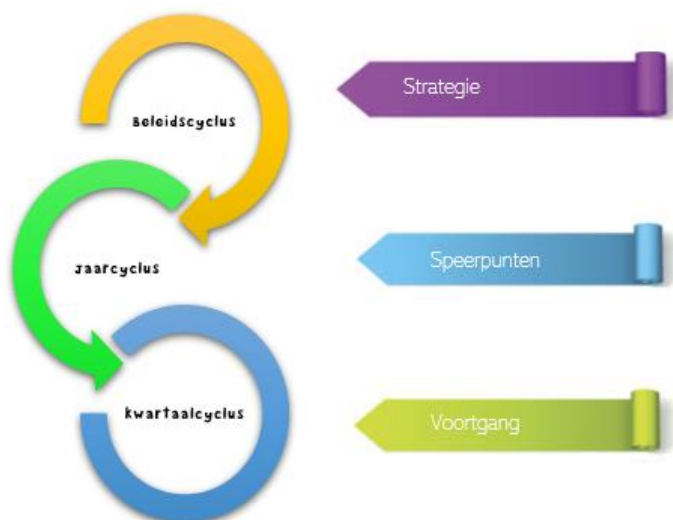 Beleidscyclus
Strategie
Jaarcyclus
Speerpunten
kwartaalcyclus
Voortgang